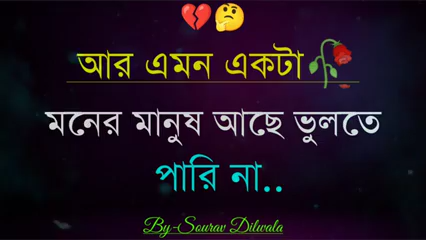 💔🤔
আর এমন একটা🥀
মনের মানুষ আছে ভুলতে
পারি না..
By-Sourav Dilwala